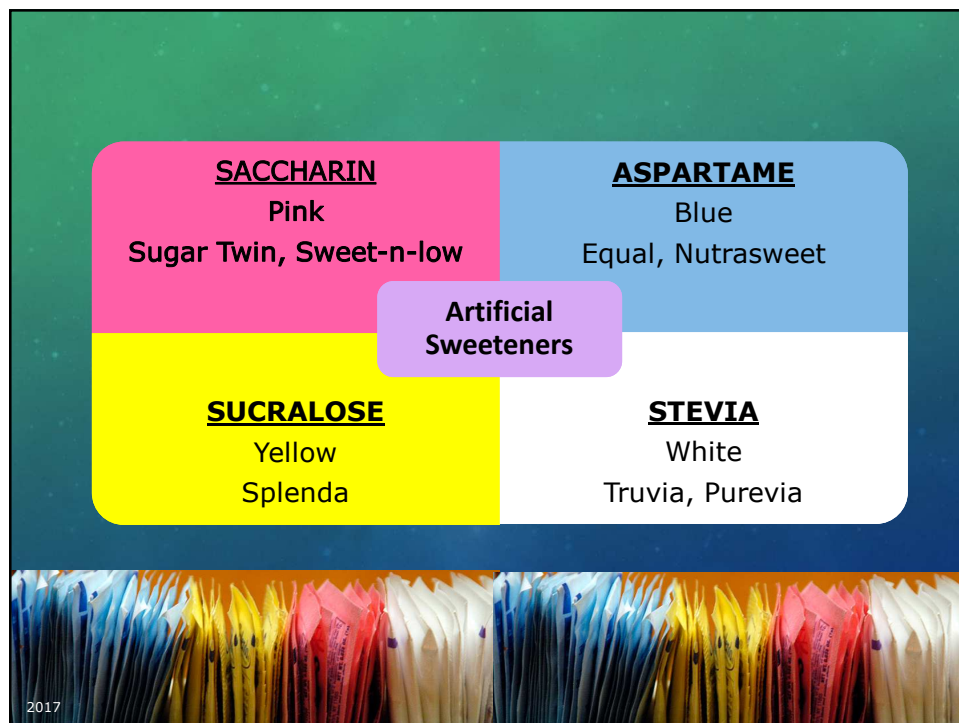 SACCHARIN
Pink
Sugar Twin, Sweet-n-low
ASPARTAME
Blue
Equal, Nutrasweet
Artificial
Sweeteners
SUCRALOSE
Yellow
Splenda
STEVIA
White
Truvia, Purevia
2017